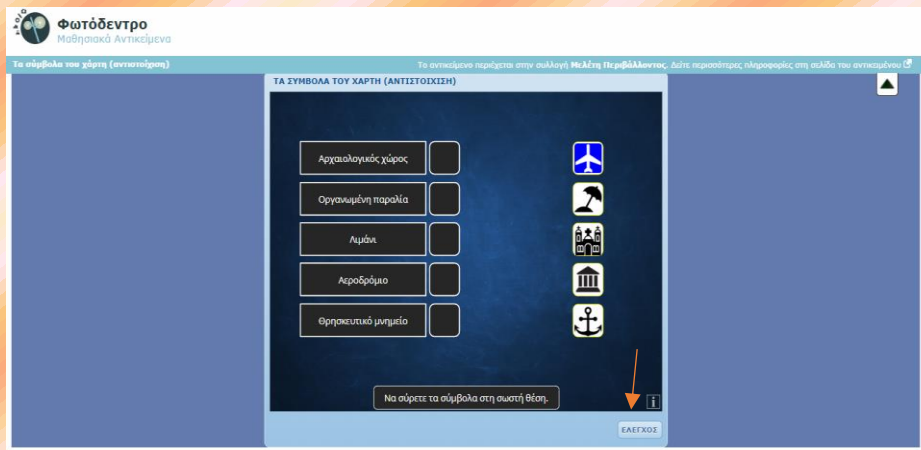 Φωτόδεντρο
Μαθησιακά Αντικείμενα
Τα σύμβολα του χάρτη (αντιστοίχιση)
Το αντικείμενο περιέχεται στην συλλογή Μελέτη Περιβάλλοντος. Δείτε περισσότερες πληροφορίες στη σελίδα του αντικειμένου
ΤΑ ΣΥΜΒΟΛΑ ΤΟΥ ΧΑΡΤΗ (ΑΝΤΙΣΤΟΙΧΙΣΗ)
Αρχαιολογικός χώρος
Οργανωμένη παραλία
Λιμάνι
Αεροδρόμιο
Θρησκευτικό μνημείο
Να σύρετε τα σύμβολα στη σωστή θέση.
i
ΕΛΕΓΧΟΣ